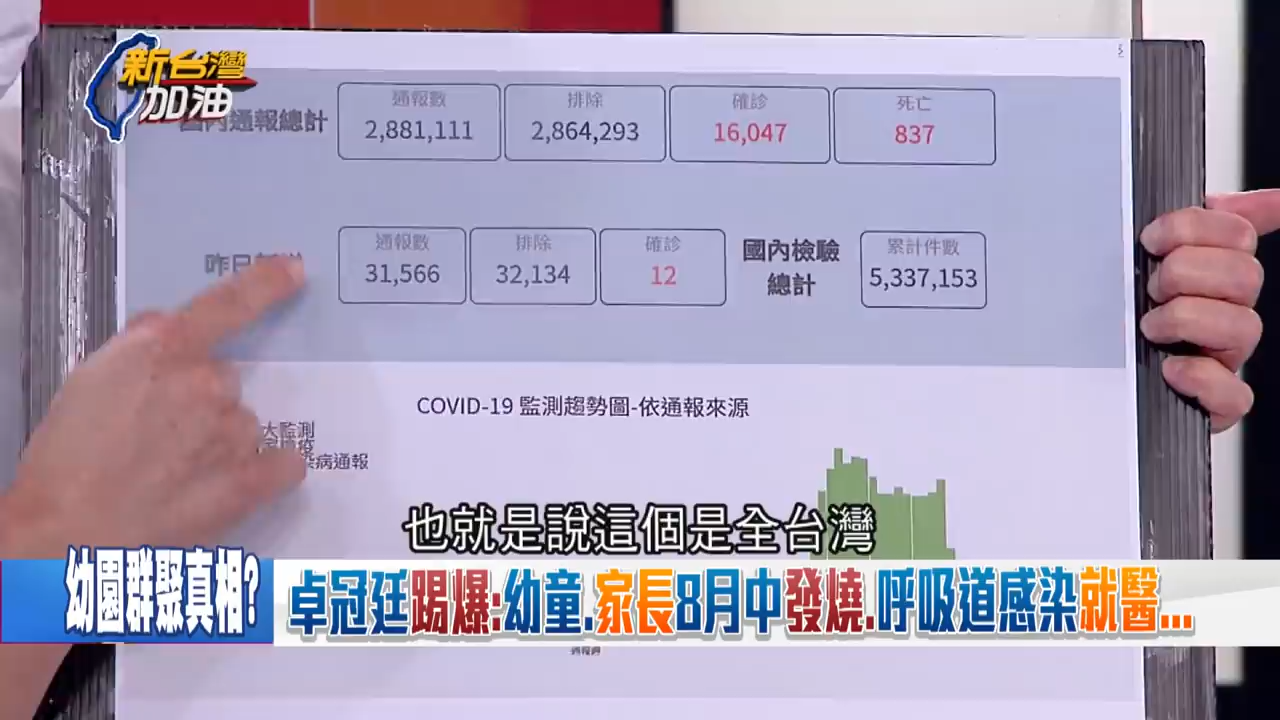 新台灣
加油
國內通報總計
通報數
2,881,111
排除
2,864,293
確診
16,047
死亡
837
通報數
31,566
排除
32,134
確診
12
國內檢驗
總計
累計件數
5,337,153
COVID-19 監測趨勢圖-依通報來源
大監測
染病通報
也就是說這個是全台灣
幼園群聚真相?
卓冠廷踢爆:幼童.家長8月中發燒.呼吸道感染就醫...